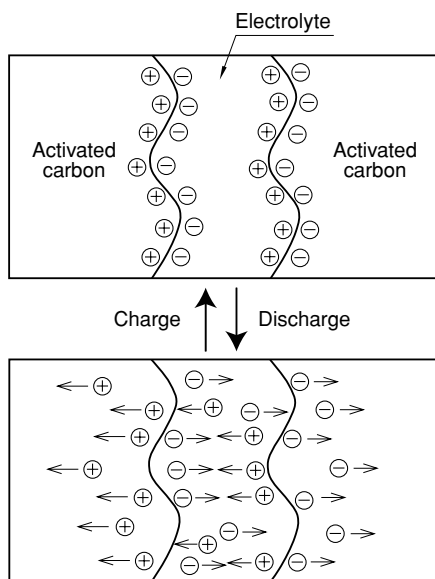 Electrolyte
Activated
carbon
Activated
carbon
Charge
Discharge